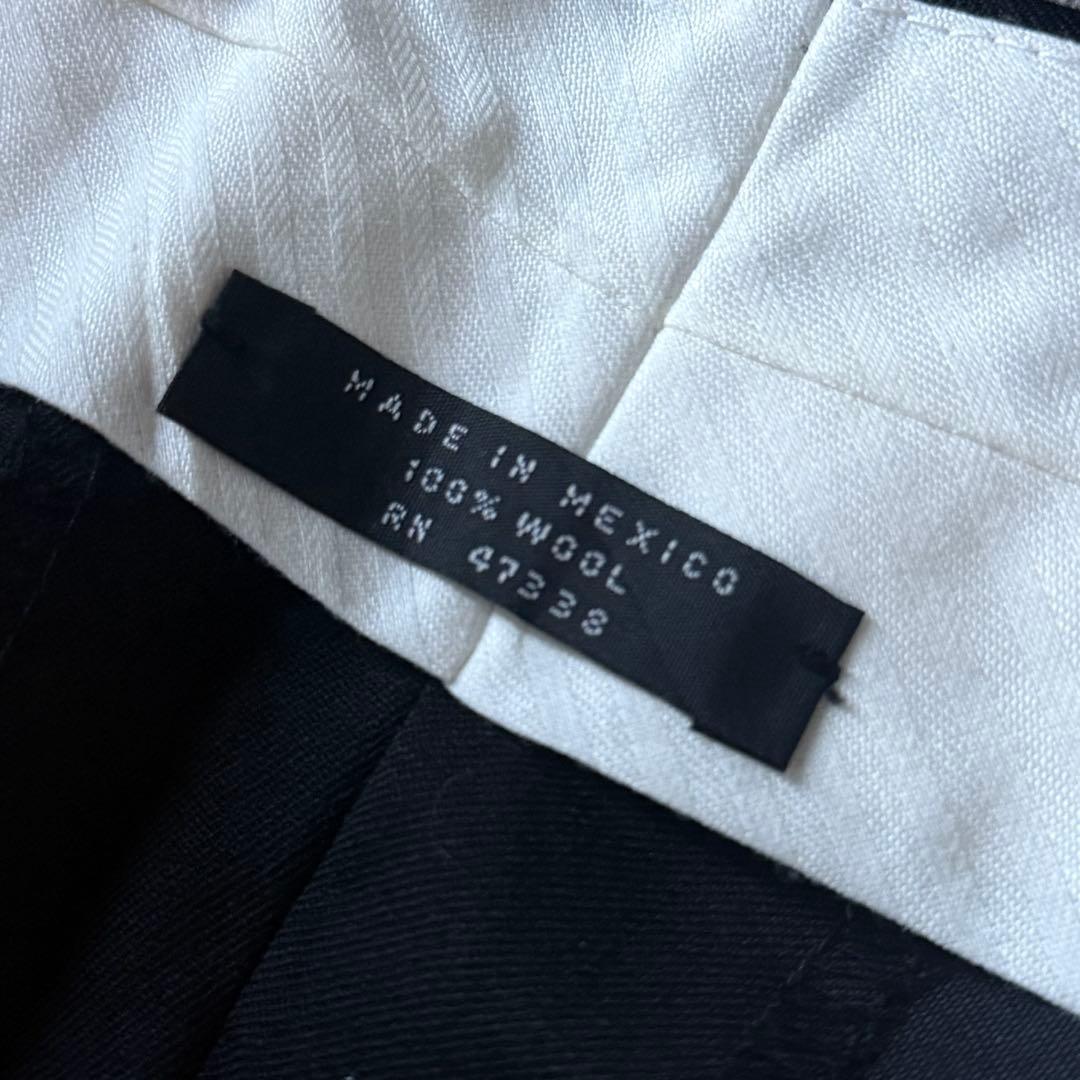 MADE IN MEXICO
100% WOOL
RN 47338